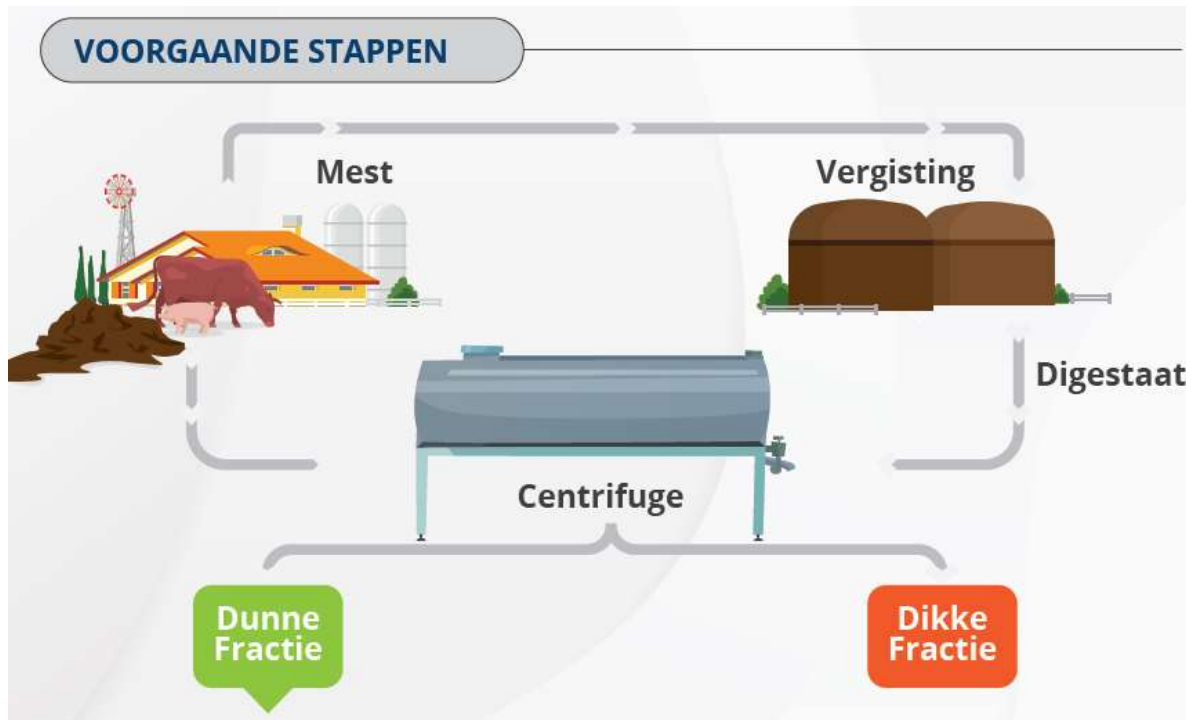 VOORGAANDE STAPPEN
Mest
Vergisting
Digestaat
Centrifuge
Dunne
Fractie
Dikke
Fractie